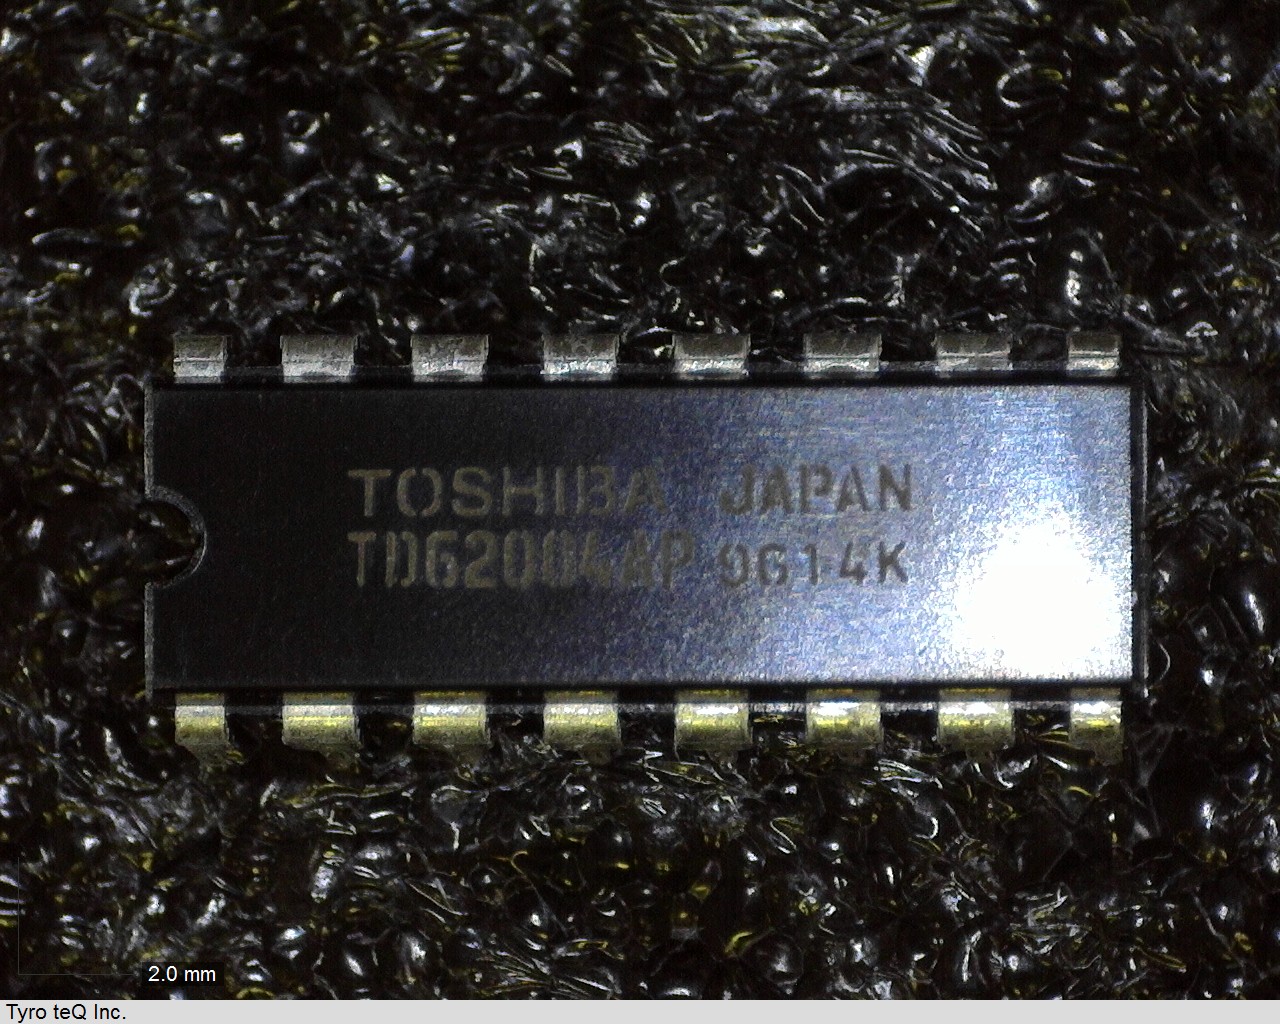 TOSHIBA JAPAN
TD62004AP 9614K
2.0 mm
Tyro teQ Inc.